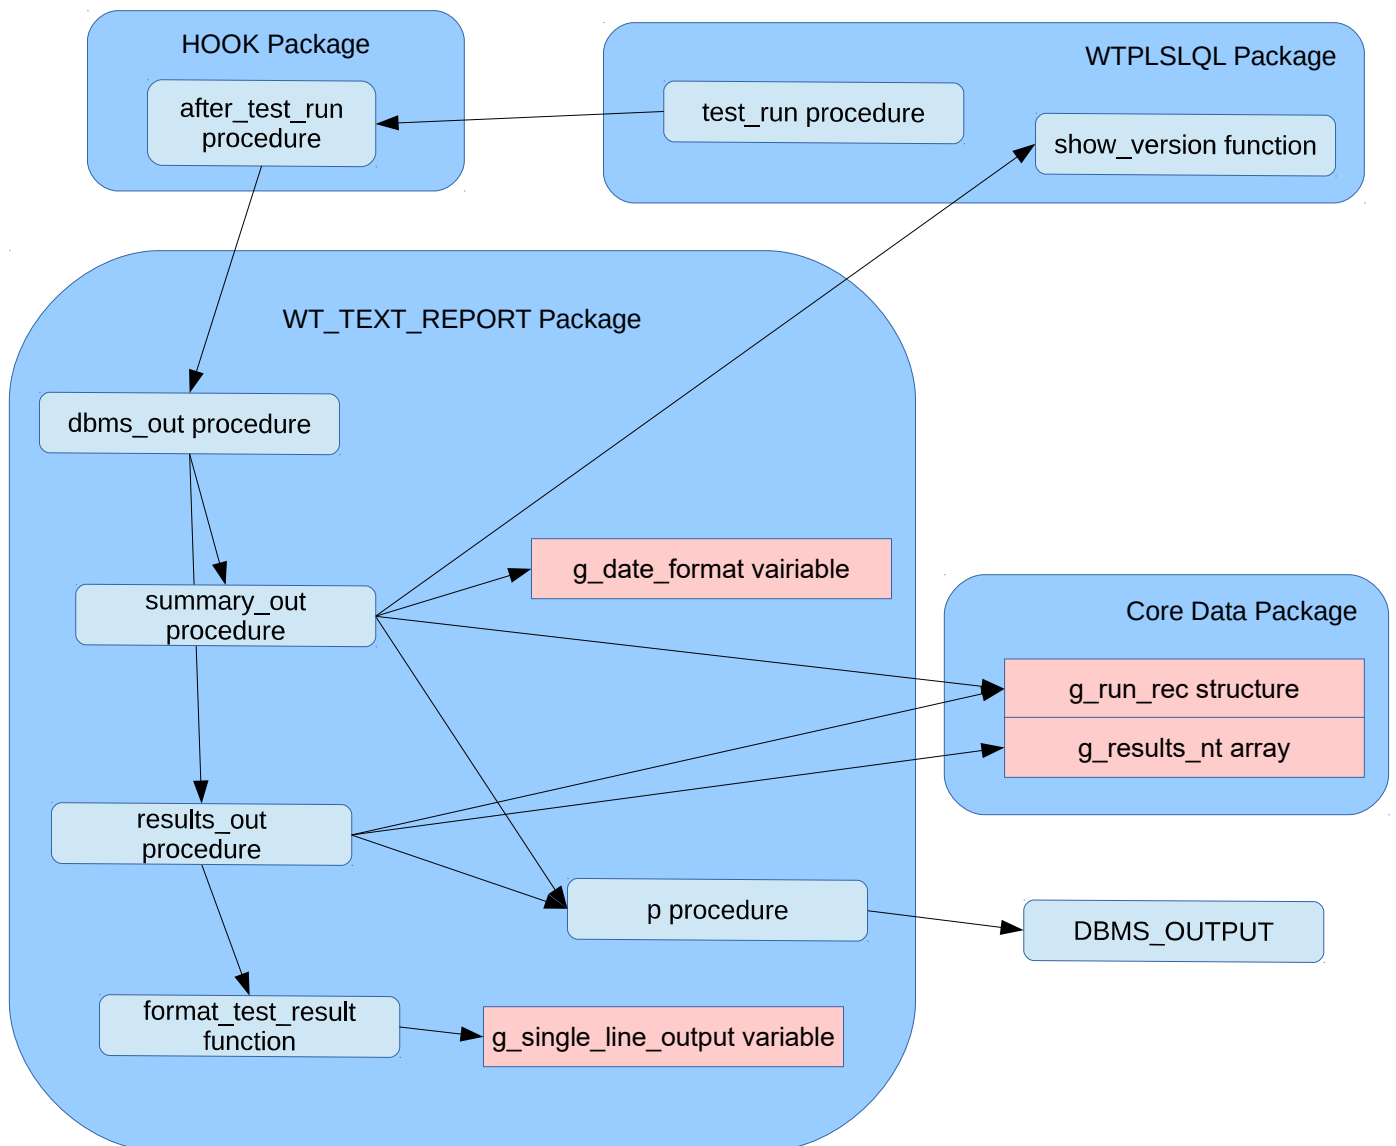 HOOK Package
after_test_run
procedure
WTPLSLQL Package
test_run procedure
show_version function
WT_TEXT_REPORT Package
dbms_out procedure
g_date_format vairiable
summary_out
procedure
Core Data Package
g_run_rec structure
g_results_nt array
results_out
procedure
p procedure
DBMS_OUTPUT
format_test_result
function
g_single_line_output variable